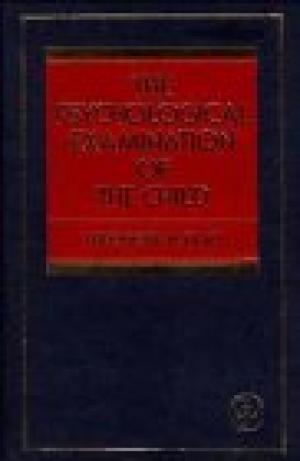 THE
PSYCHOLOGICAL
EXAMINATION
OF
THE CHILD